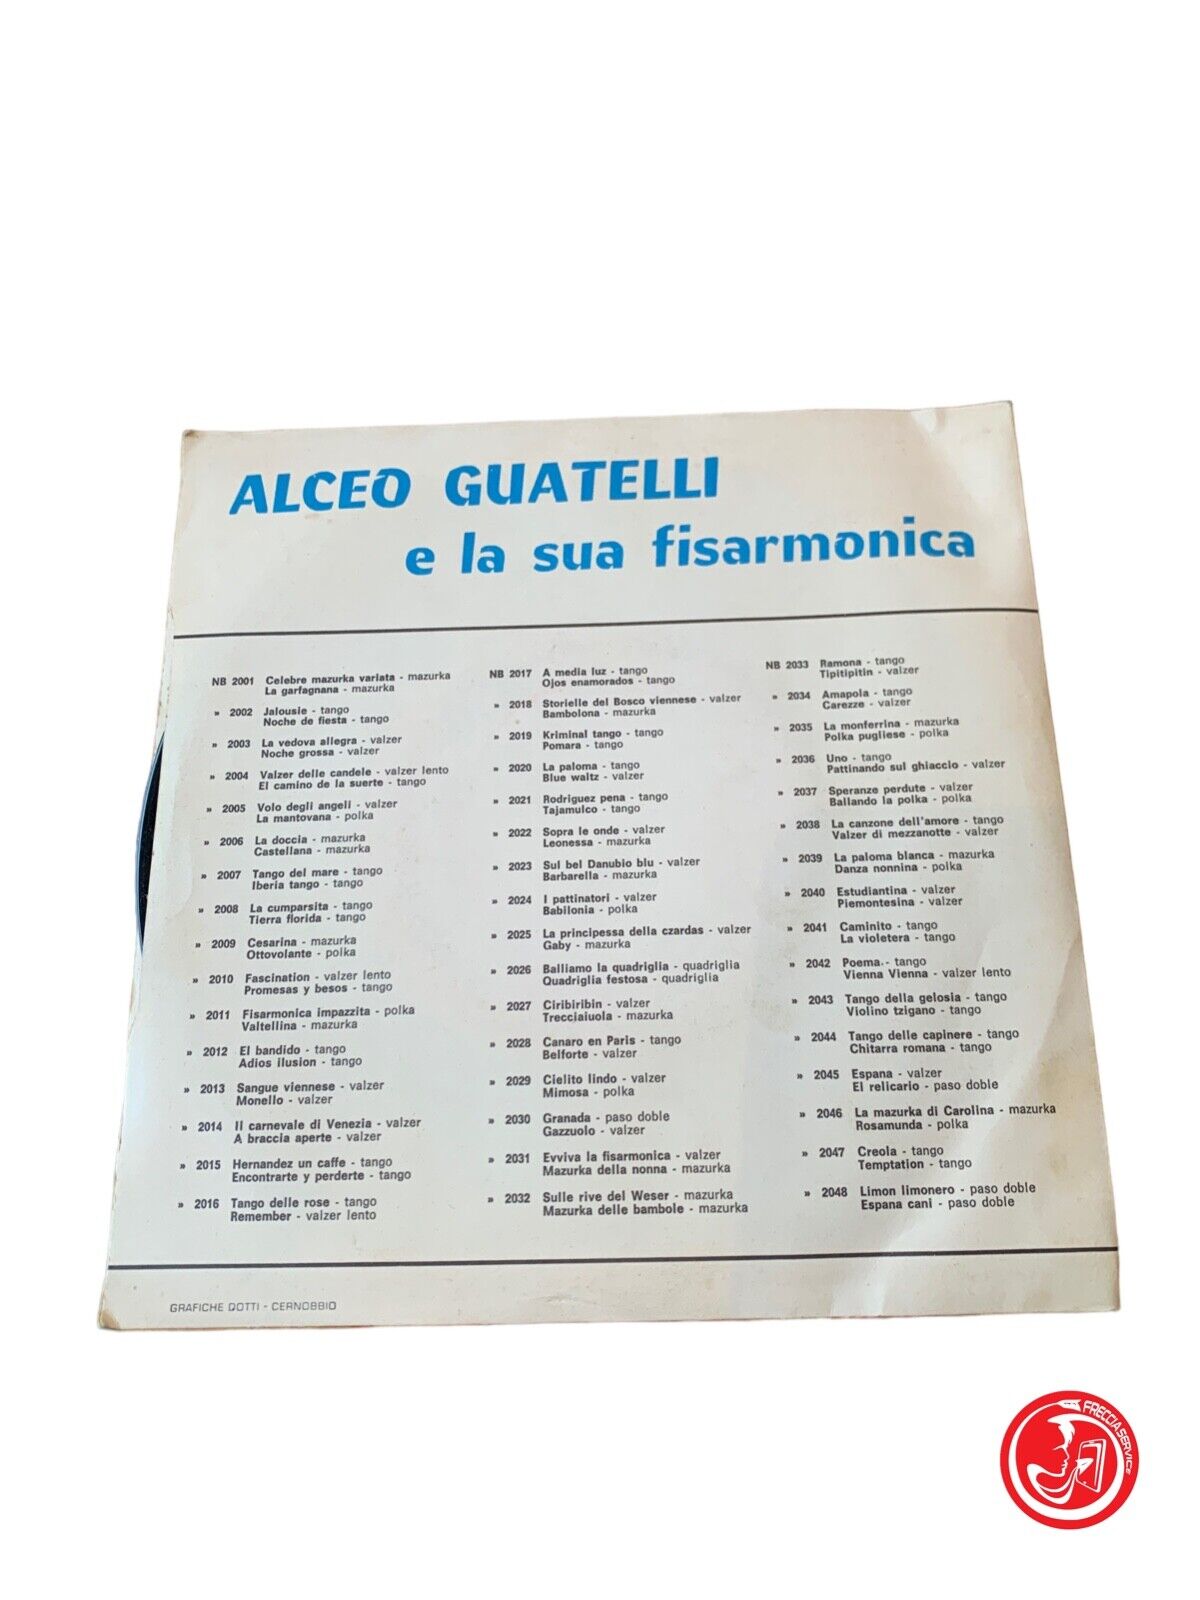 ALCEO GUATELLI
e la sua fisarmonica
NB 2001 Celebre mazurka variata - mazurka
La garfagnana - mazurka
» 2002 Jalousie - tango
Noche de fiesta - tango
» 2003 La vedova allegra - valzer
Noche grossa - valzer
» 2004 Valzer delle candele - valzer lento
El camino de la suerte - tango
» 2005 Volo degli angeli - valzer
La mantovana - polka
» 2006 La doccia - mazurka
Castellana - mazurka
» 2007 Tango del mare - tango
Iberia tango - tango
» 2008 La cumparsita - tango
Tierra florida - tango
» 2009 Cesarina - mazurka
Ottovolante - polka
» 2010 Fascination - valzer lento
Promesas y besos - tango
» 2011 Fisarmonica impazzita - polka
Valtellina - mazurka
» 2012 El bandido - tango
Adios ilusion - tango
» 2013 Sangue viennese - valzer
Monello - valzer
» 2014 Il carnevale di Venezia - valzer
A braccia aperte - valzer
» 2015 Hernandez un caffe - tango
Encontrarte y perderte - tango
» 2016 Tango delle rose - tango
Remember - valzer lento
NB 2017 A media luz - tango
Ojos enamorados - tango
» 2018 Storielle del Bosco viennese - valzer
Bambolona - mazurka
» 2019 Kriminal tango - tango
Pomara - tango
» 2020 La paloma - tango
Blue waltz - valzer
» 2021 Rodriguez pena - tango
Tajamulco - tango
» 2022 Sopra le onde - valzer
Leonessa - mazurka
» 2023 Sul bel Danubio blu - valzer
Barbarella - mazurka
» 2024 I pattinatori - valzer
Babilonia - polka
» 2025 La principessa della czardas - valzer
Gaby - mazurka
» 2026 Balliamo la quadriglia - quadriglia
Quadriglia festosa - quadriglia
» 2027 Ciribiribin - valzer
Trecciaiuola - mazurka
» 2028 Canaro en Paris - tango
Belforte - valzer
» 2029 Cielito lindo - valzer
Mimosa - polka
» 2030 Granada - paso doble
Gazzuolo - valzer
» 2031 Evviva la fisarmonica - valzer
Mazurka della nonna - mazurka
» 2032 Sulle rive del Weser - mazurka
Mazurka delle bambole - mazurka
NB 2033 Ramona - tango
Tipitipitin - valzer
» 2034 Amapola - tango
Carezze - valzer
» 2035 La monferrina - mazurka
Polka pugliese - polka
» 2036 Uno - tango
Pattinando sul ghiaccio - valzer
» 2037 Speranze perdute - valzer
Ballando la polka - polka
» 2038 La canzone dell'amore - tango
Valzer di mezzanotte - valzer
» 2039 La paloma blanca - mazurka
Danza nonnina - polka
» 2040 Estudiantina - valzer
Piemontesina - valzer
» 2041 Caminito - tango
La violetera - tango
» 2042 Poema - tango
Vienna Vienna - valzer lento
» 2043 Tango della gelosia - tango
Violino tzigano - tango
» 2044 Tango delle capinere - tango
Chitarra romana - tango
» 2045 Espana - valzer
El relicario - paso doble
» 2046 La mazurka di Carolina - mazurka
Rosamunda - polka
» 2047 Creola - tango
Temptation - tango
» 2048 Limon limonero - paso doble
Espana cani - paso doble
GRAFICHE DOTTI - CERNOBBIO
FRECCIA SERVICE